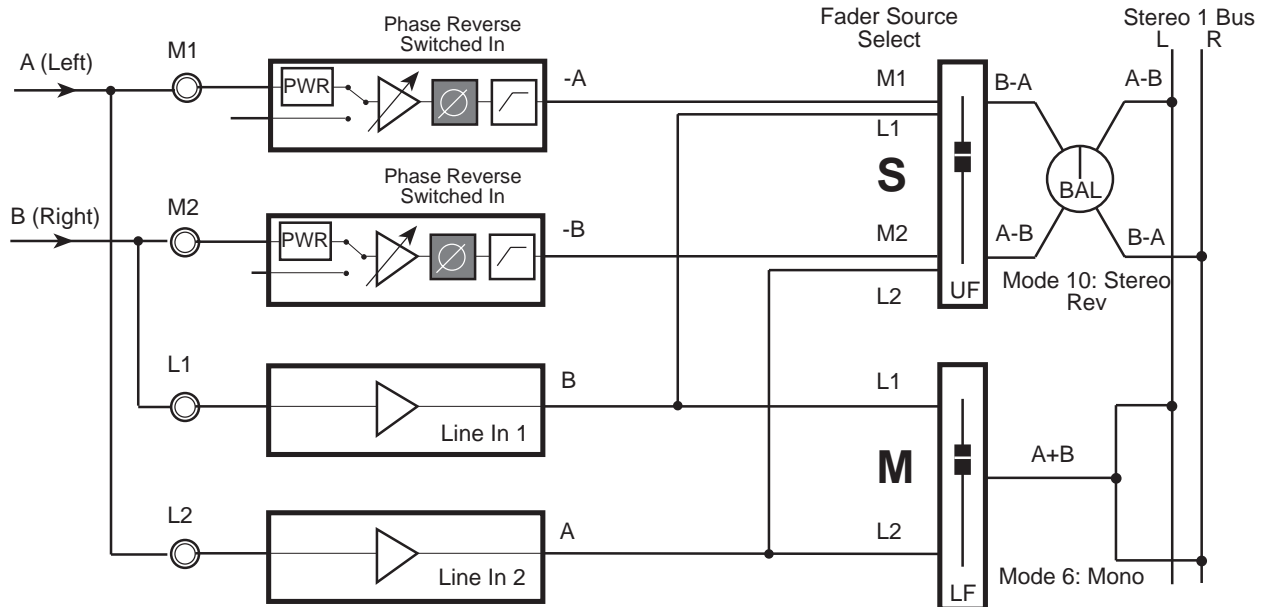 Phase Reverse
Switched In
Fader Source
Select
Stereo 1 Bus
L R
A (Left)
M1
PWR
-A
M1
B-A
A-B
L1
S
BAL
Phase Reverse
Switched In
B (Right)
M2
PWR
-B
M2
A-B
B-A
L2
UF
Mode 10: Stereo
Rev
L1
B
L1
Line In 1
M
A+B
L2
A
L2
Line In 2
LF
Mode 6: Mono